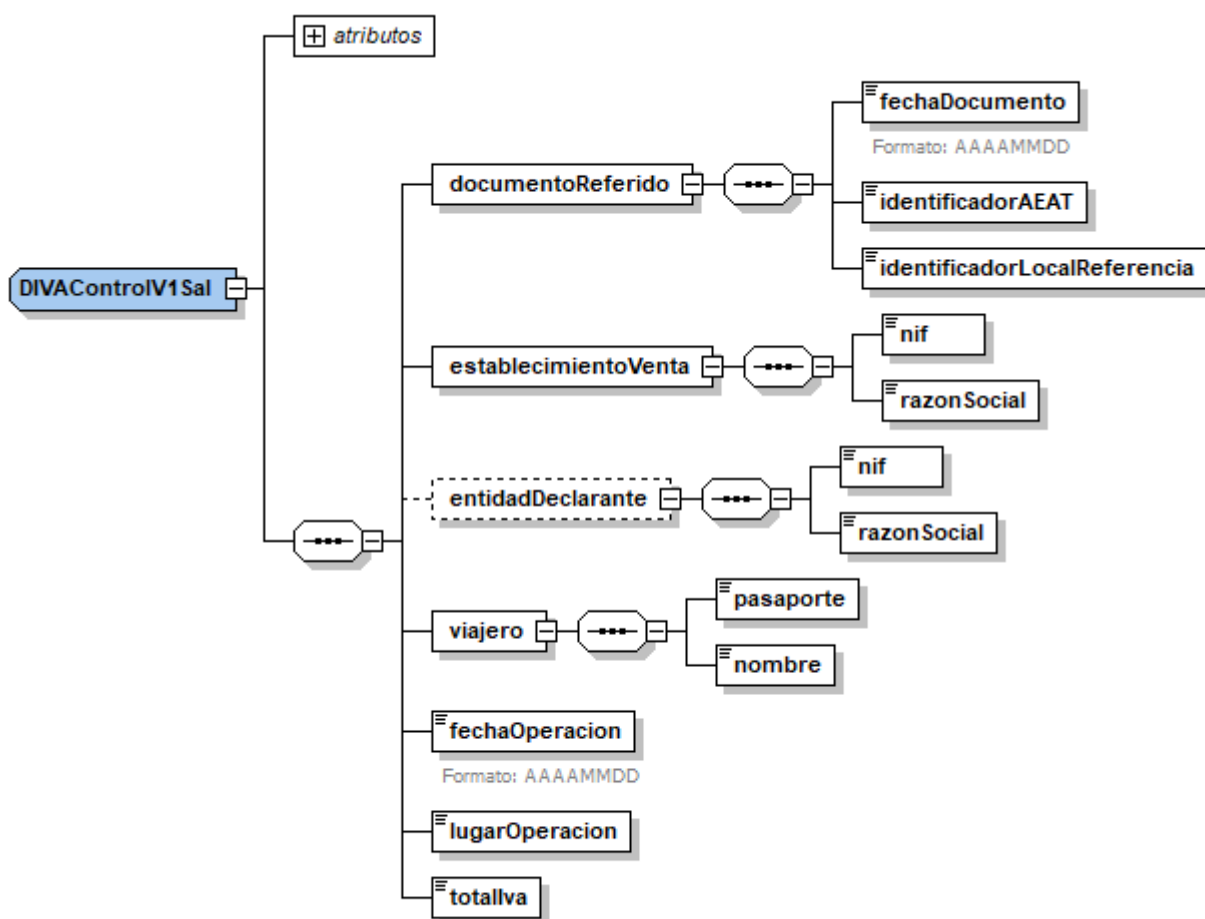 atributos
fechaDocumento
Formato: AAAAMMDD
documentoReferido
identificadorAEAT
identificadorLocalReferencia
DIVAControlV1Sal
nif
establecimientoVenta
razonSocial
nif
entidadDeclarante
razonSocial
pasaporte
viajero
nombre
fechaOperacion
Formato: AAAAMMDD
lugarOperacion
totalIva